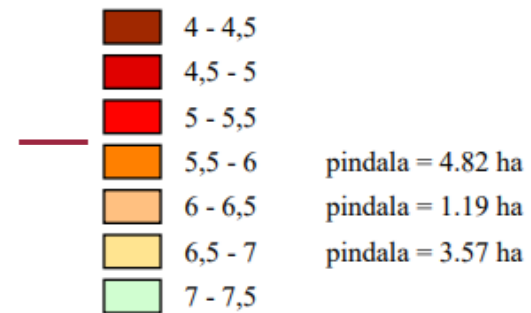 4 - 4,5
4,5 - 5
5 - 5,5
5,5 - 6 pindala = 4.82 ha
6 - 6,5 pindala = 1.19 ha
6,5 - 7 pindala = 3.57 ha
7 - 7,5